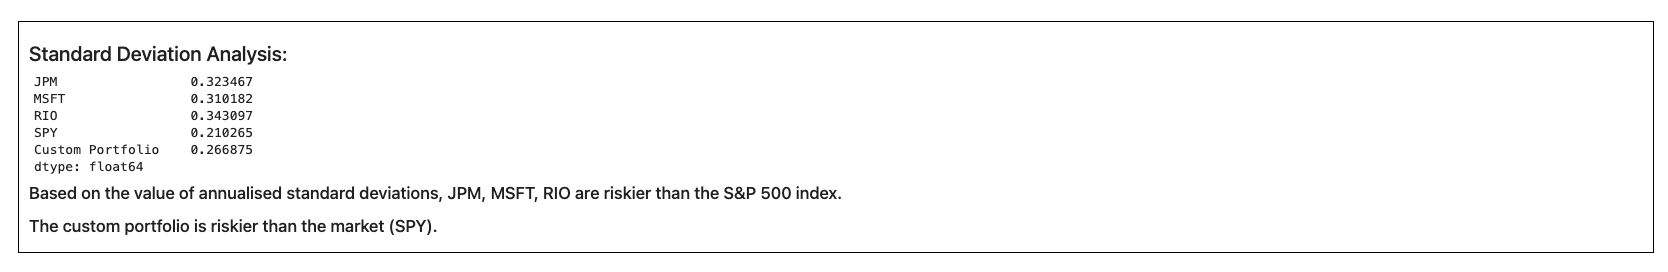 Standard Deviation Analysis:
JPM 0.323467
MSFT 0.310182
RIO 0.343097
SPY 0.210265
Custom Portfolio 0.266875
dtype: float64
Based on the value of annualised standard deviations, JPM, MSFT, RIO are riskier than the S&P 500 index.
The custom portfolio is riskier than the market (SPY).